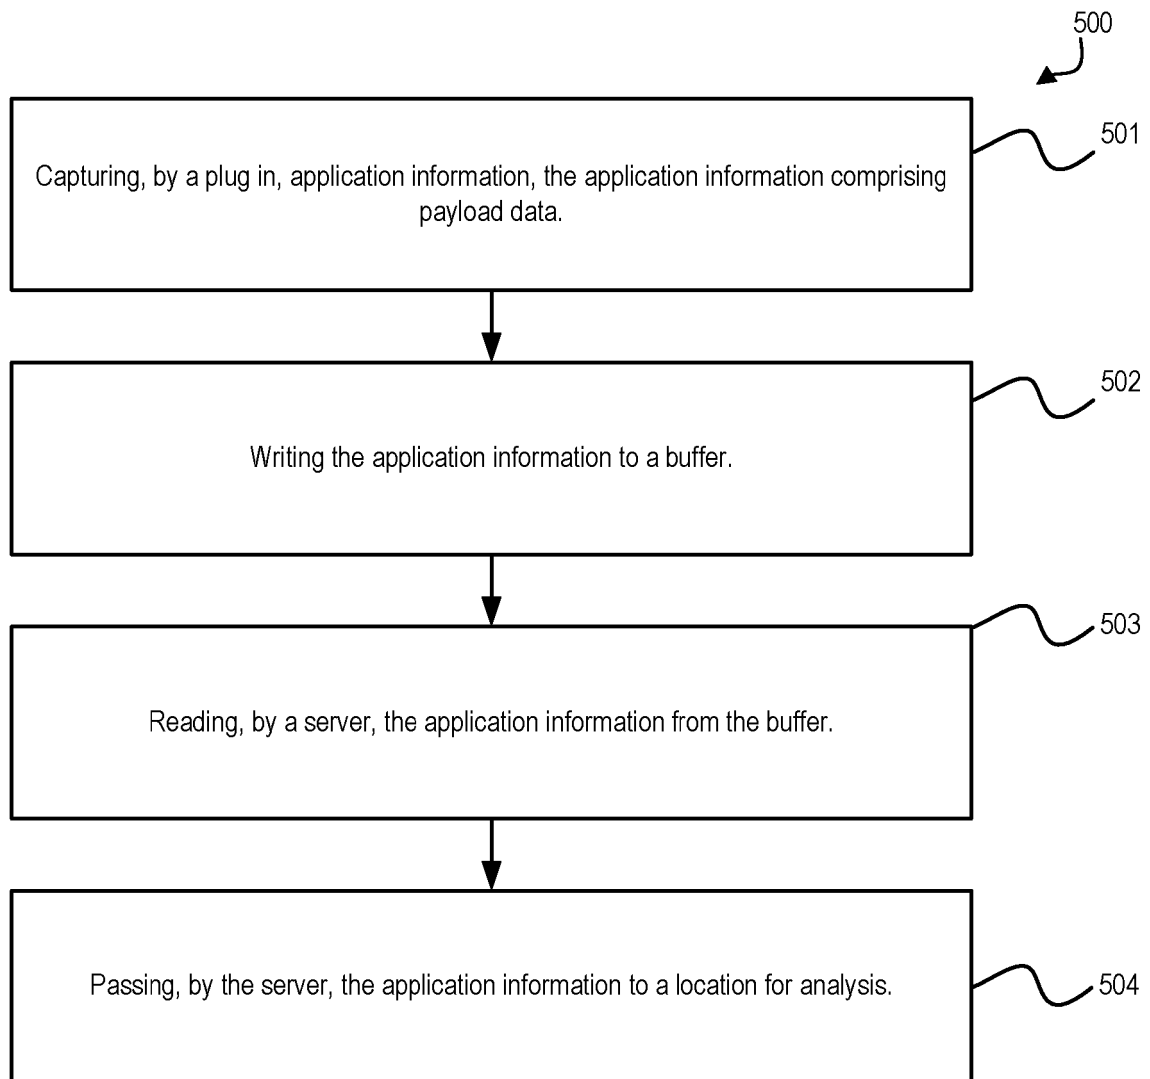 500
501
Capturing, by a plug in, application information, the application information comprising
payload data.
502
Writing the application information to a buffer.
503
Reading, by a server, the application information from the buffer.
Passing, by the server, the application information to a location for analysis.
504